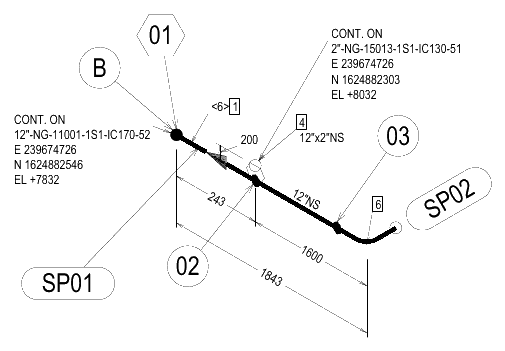 01
CONT. ON
2"-NG-15013-1S1-IC130-51
E 239674726
N 1624882303
EL +8032
B
<6> 1
CONT. ON
12"-NG-11001-1S1-IC170-52
E 239674726
N 1624882546
EL +7832
4
12"x2"NS
200
03
243
12"NS
6
SP02
02
1600
SP01
1843